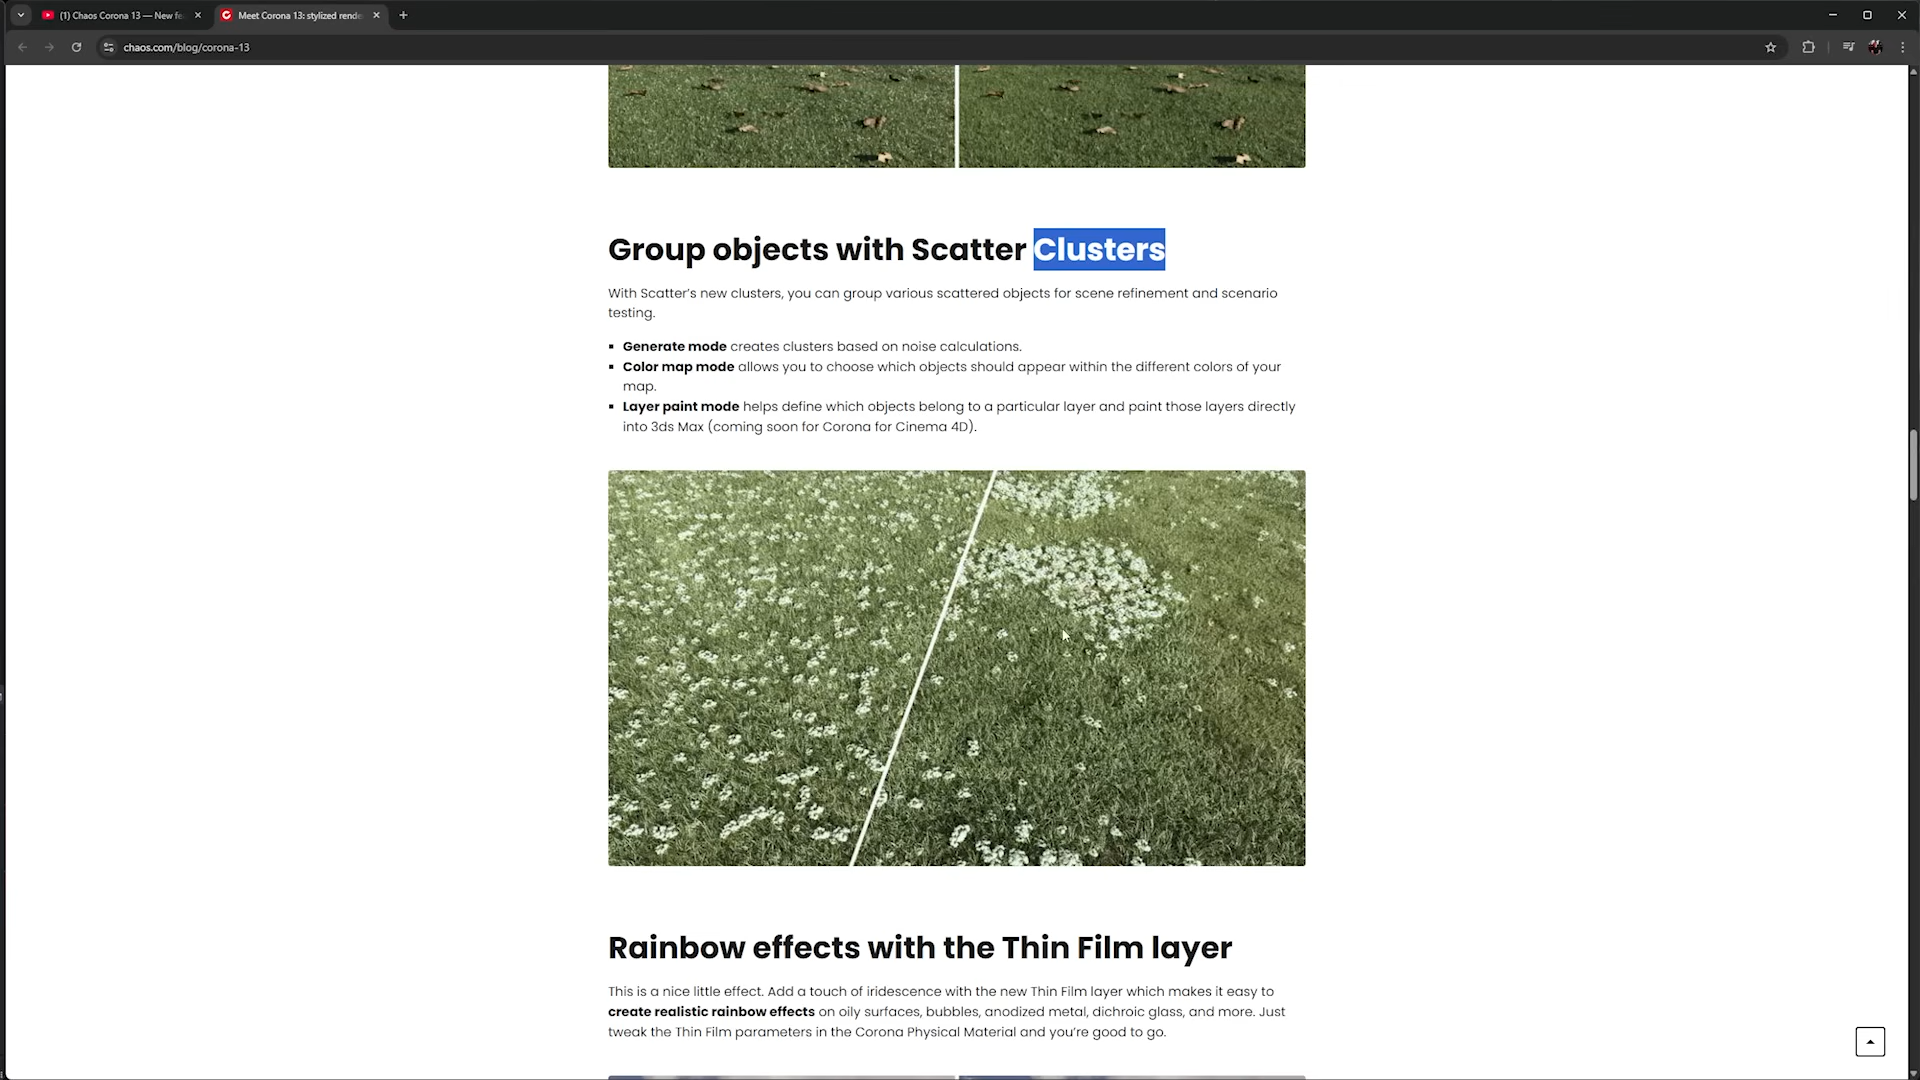 (1) Chaos Corona 13 — New fe
Meet Corona 13: stylized rende
chaos.com/blog/corona-13
Group objects with Scatter Clusters
With Scatter's new clusters, you can group various scattered objects for scene refinement and scenario
testing.
▪ Generate mode creates clusters based on noise calculations.
▪ Color map mode allows you to choose which objects should appear within the different colors of your
map.
▪ Layer paint mode helps define which objects belong to a particular layer and paint those layers directly
into 3ds Max (coming soon for Corona for Cinema 4D).
Rainbow effects with the Thin Film layer
This is a nice little effect. Add a touch of iridescence with the new Thin Film layer which makes it easy to
create realistic rainbow effects on oily surfaces, bubbles, anodized metal, dichroic glass, and more. Just
tweak the Thin Film parameters in the Corona Physical Material and you're good to go.